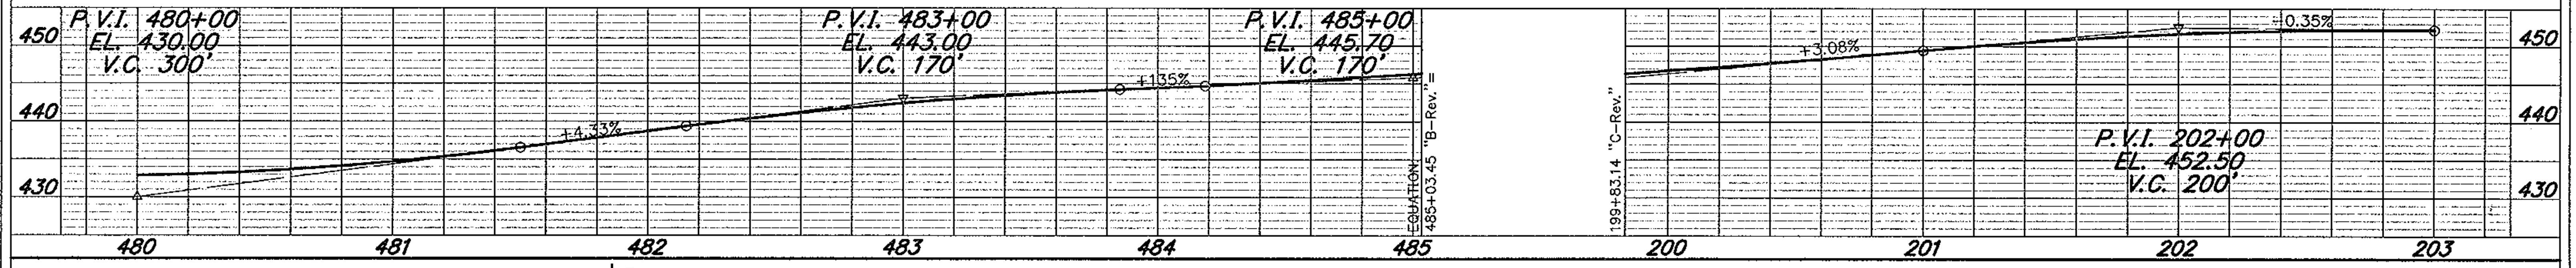 P.V.I. 480+00
EL. 430.00
V.C. 300'
P.V.I. 483+00
EL. 443.00
V.C. 170'
P.V.I. 485+00
EL. 445.70
V.C. 170'
P.V.I. 202+00
EL. 452.50
V.C. 200'
+4.33%
+135%
+3.08%
-0.35%
EQUATION:
485+03.45 "B-Rev." =
199+83.14 "C-Rev."
450
440
430
450
440
430
480 481 482 483 484 485 200 201 202 203